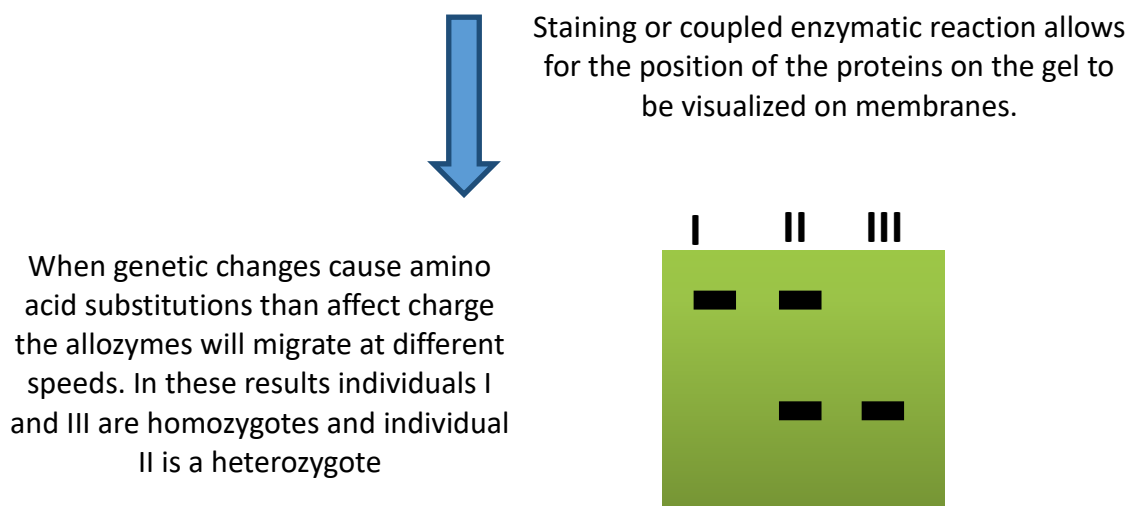 Staining or coupled enzymatic reaction allows
for the position of the proteins on the gel to
be visualized on membranes.
I II III
When genetic changes cause amino
acid substitutions than affect charge
the allozymes will migrate at different
speeds. In these results individuals I
and III are homozygotes and individual
II is a heterozygote